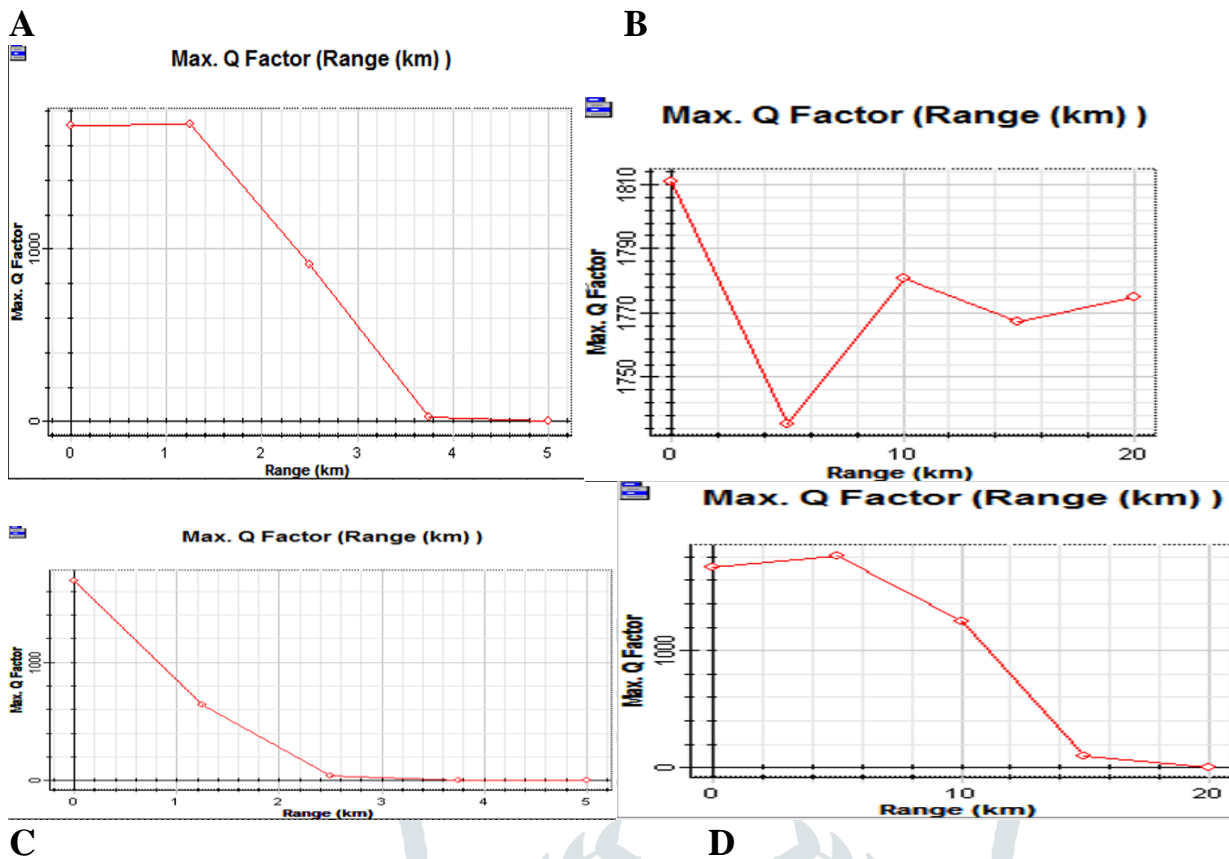 A
B
Max. Q Factor (Range (km) )
Max. Q Factor
1000
0
0 1 2 3 4 5
Range (km)
Max. Q Factor (Range (km) )
Max. Q Factor
1810
1790
1770
1750
0 10 20
Range (km)
Max. Q Factor (Range (km) )
Max. Q Factor
1000
0
0 1 2 3 4 5
Range (km)
Max. Q Factor (Range (km) )
Max. Q Factor
1000
0
0 10 20
Range (km)
C
D